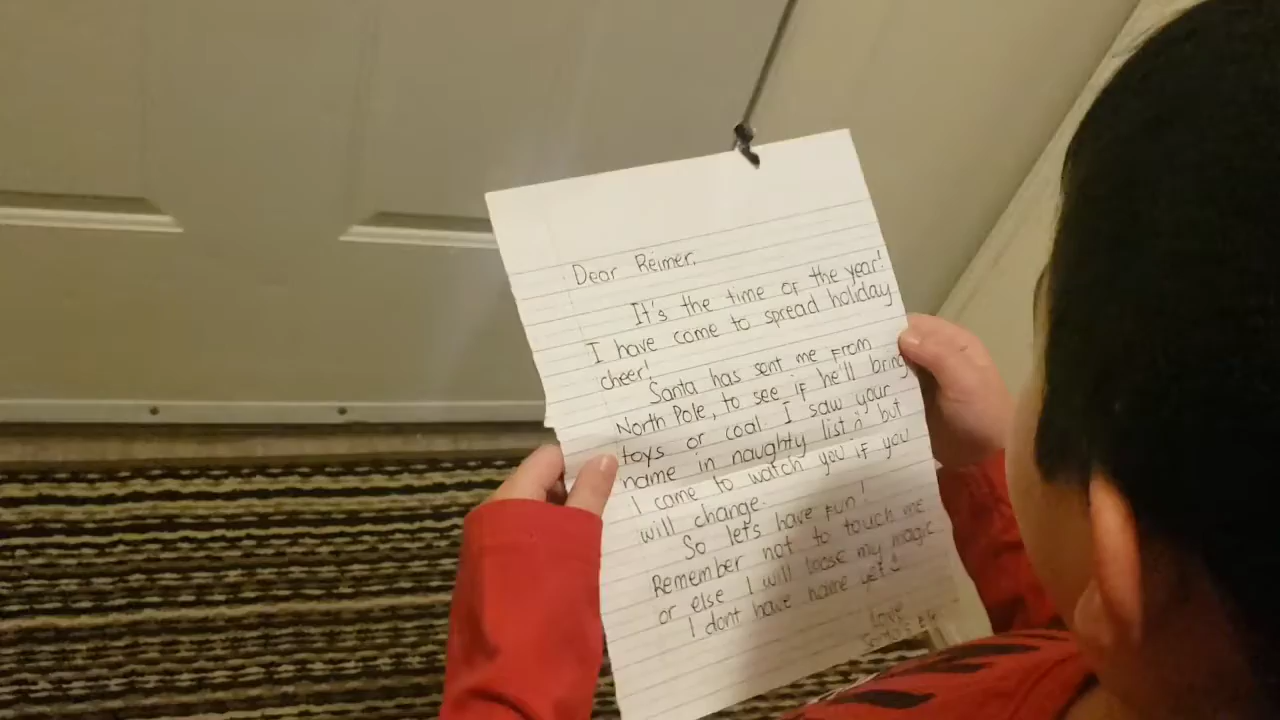 Dear Reimer,
It's the time of the year!
I have come to spread holiday
cheer!
Santa has sent me from
North Pole, to see if he'll bring
toys or coal. I saw your
name in naughty list but
I came to watch you if you
will change.
So lets have fun!
Remember not to touch me
or else I will loose my magic
I dont have name yet
Love